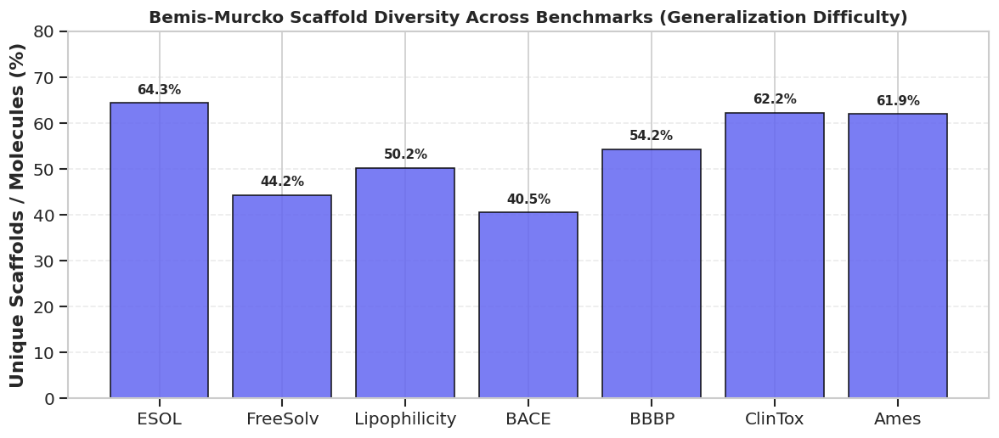 Bemis-Murcko Scaffold Diversity Across Benchmarks (Generalization Difficulty)
Unique Scaffolds / Molecules (%)
80
70
60
50
40
30
20
10
0
64.3%
44.2%
50.2%
40.5%
54.2%
62.2%
61.9%
ESOL
FreeSolv
Lipophilicity
BACE
BBBP
ClinTox
Ames